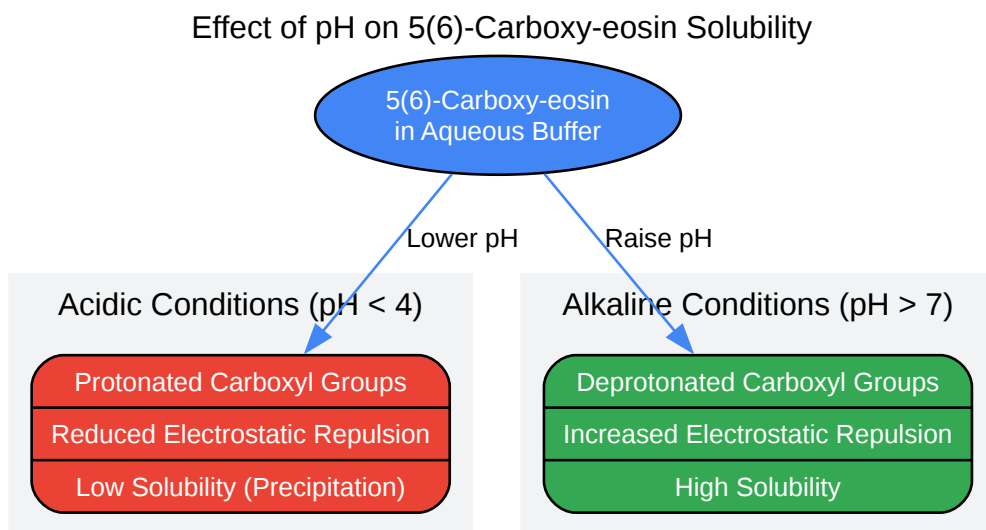 Effect of pH on 5(6)-Carboxy-eosin Solubility
5(6)-Carboxy-eosin
in Aqueous Buffer
Lower pH
Raise pH
Acidic Conditions (pH < 4)
Protonated Carboxyl Groups
Reduced Electrostatic Repulsion
Low Solubility (Precipitation)
Alkaline Conditions (pH > 7)
Deprotonated Carboxyl Groups
Increased Electrostatic Repulsion
High Solubility